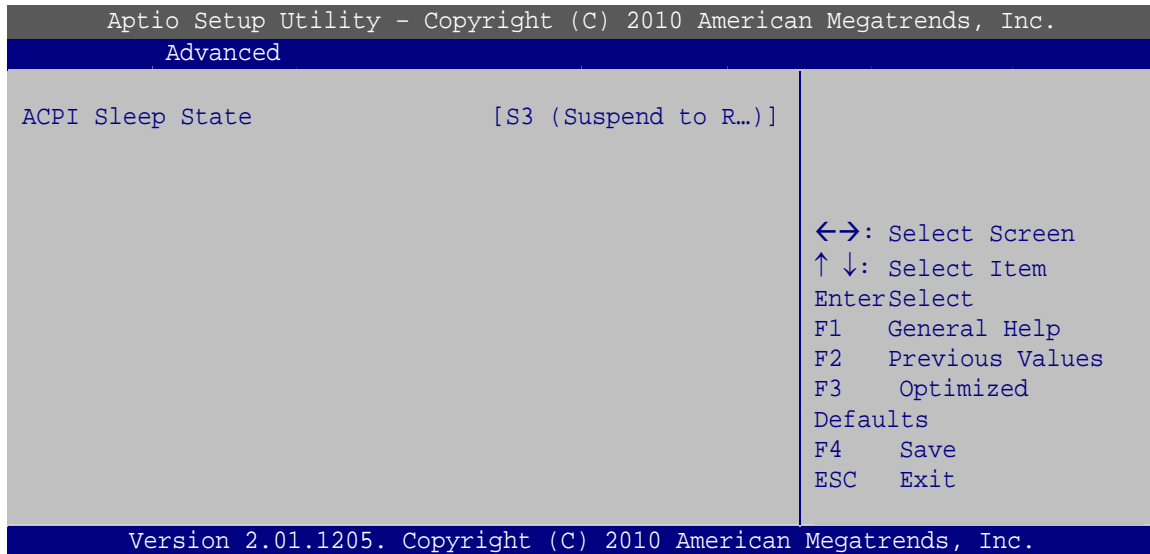 Aptio Setup Utility – Copyright (C) 2010 American Megatrends, Inc.
Advanced
ACPI Sleep State [S3 (Suspend to R…)]
←→: Select Screen
↑ ↓: Select Item
EnterSelect
F1 General Help
F2 Previous Values
F3 Optimized
Defaults
F4 Save
ESC Exit
Version 2.01.1205. Copyright (C) 2010 American Megatrends, Inc.